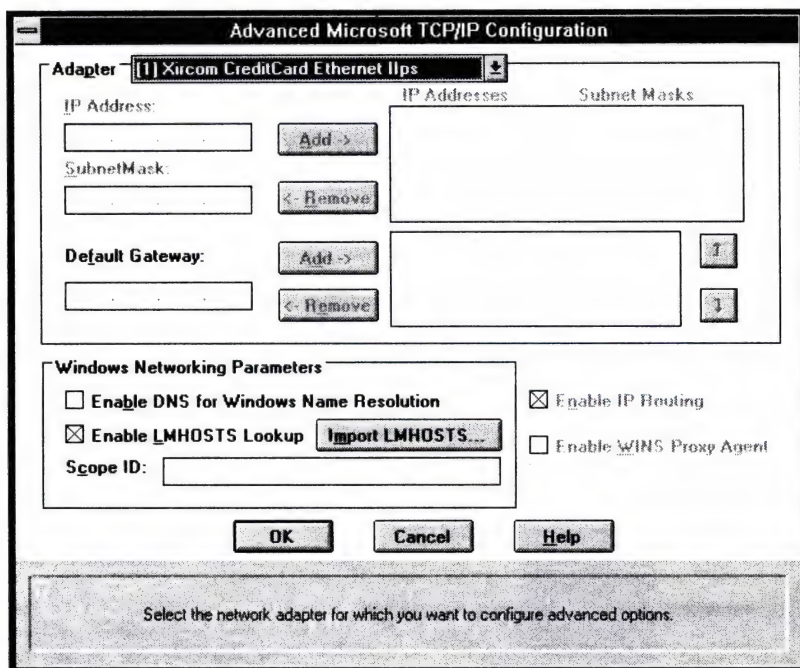 Advanced Microsoft TCP/IP Configuration
Adapter [1] Xircom CreditCard Ethernet IIps
IP Addresses Subnet Masks
IP Address:
Add ->
SubnetMask:
<- Remove
Default Gateway:
Add ->
<- Remove
Windows Networking Parameters
Enable DNS for Windows Name Resolution
Enable LMHOSTS Lookup Import LMHOSTS...
Scope ID:
Enable IP Routing
Enable WINS Proxy Agent
OK Cancel Help
Select the network adapter for which you want to configure advanced options.